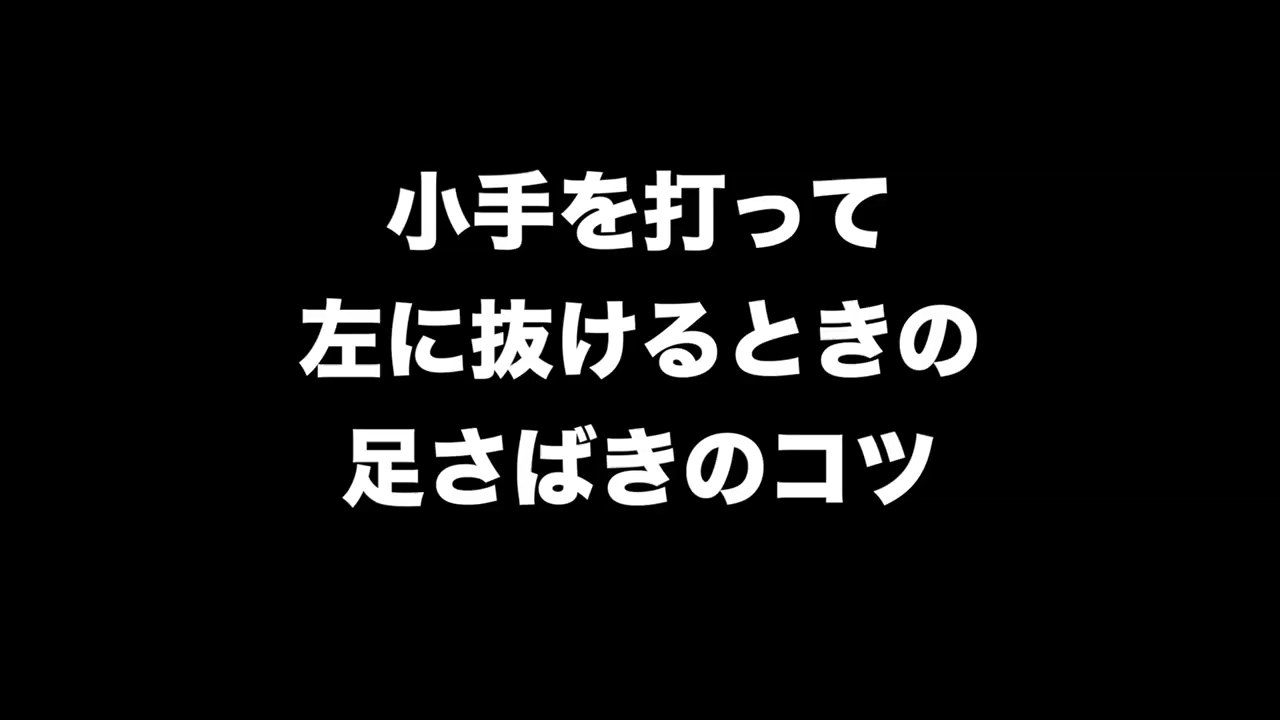 小手を打って
左に抜けるときの
足さばきのコツ